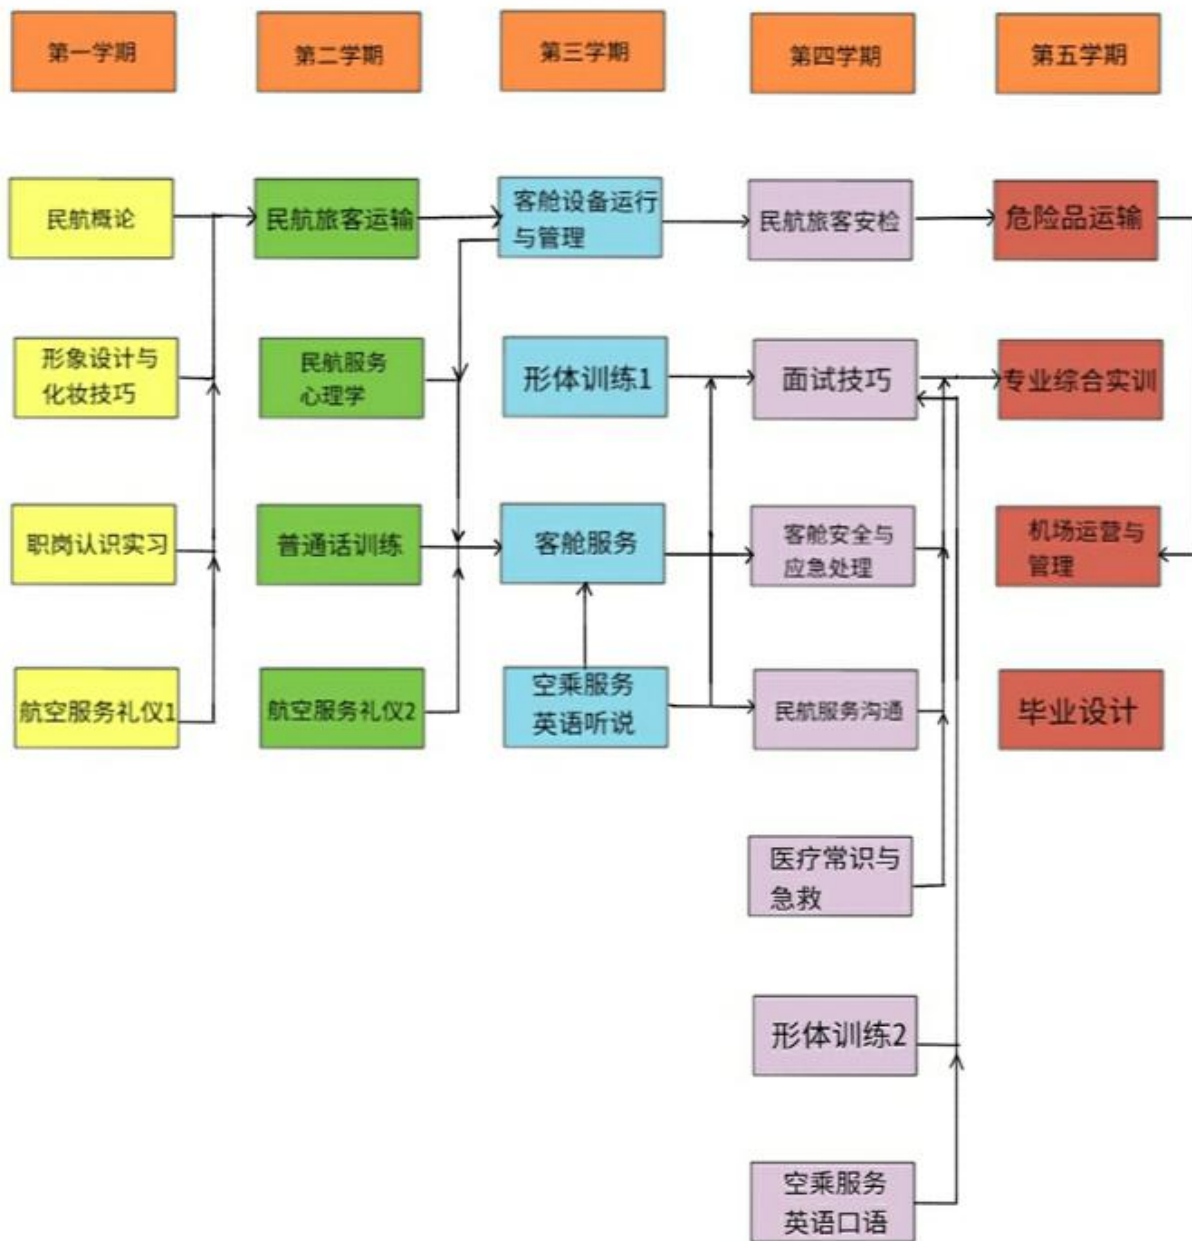 第一学期
第二学期
第三学期
第四学期
第五学期
民航概论
民航旅客运输
客舱设备运行
与管理
民航旅客安检
危险品运输
形象设计与
化妆技巧
民航服务
心理学
形体训练1
面试技巧
专业综合实训
职岗认识实习
普通话训练
客舱服务
客舱安全与
应急处理
机场运营与
管理
航空服务礼仪1
航空服务礼仪2
空乘服务
英语听说
民航服务沟通
毕业设计
医疗常识与
急救
形体训练2
空乘服务
英语口语